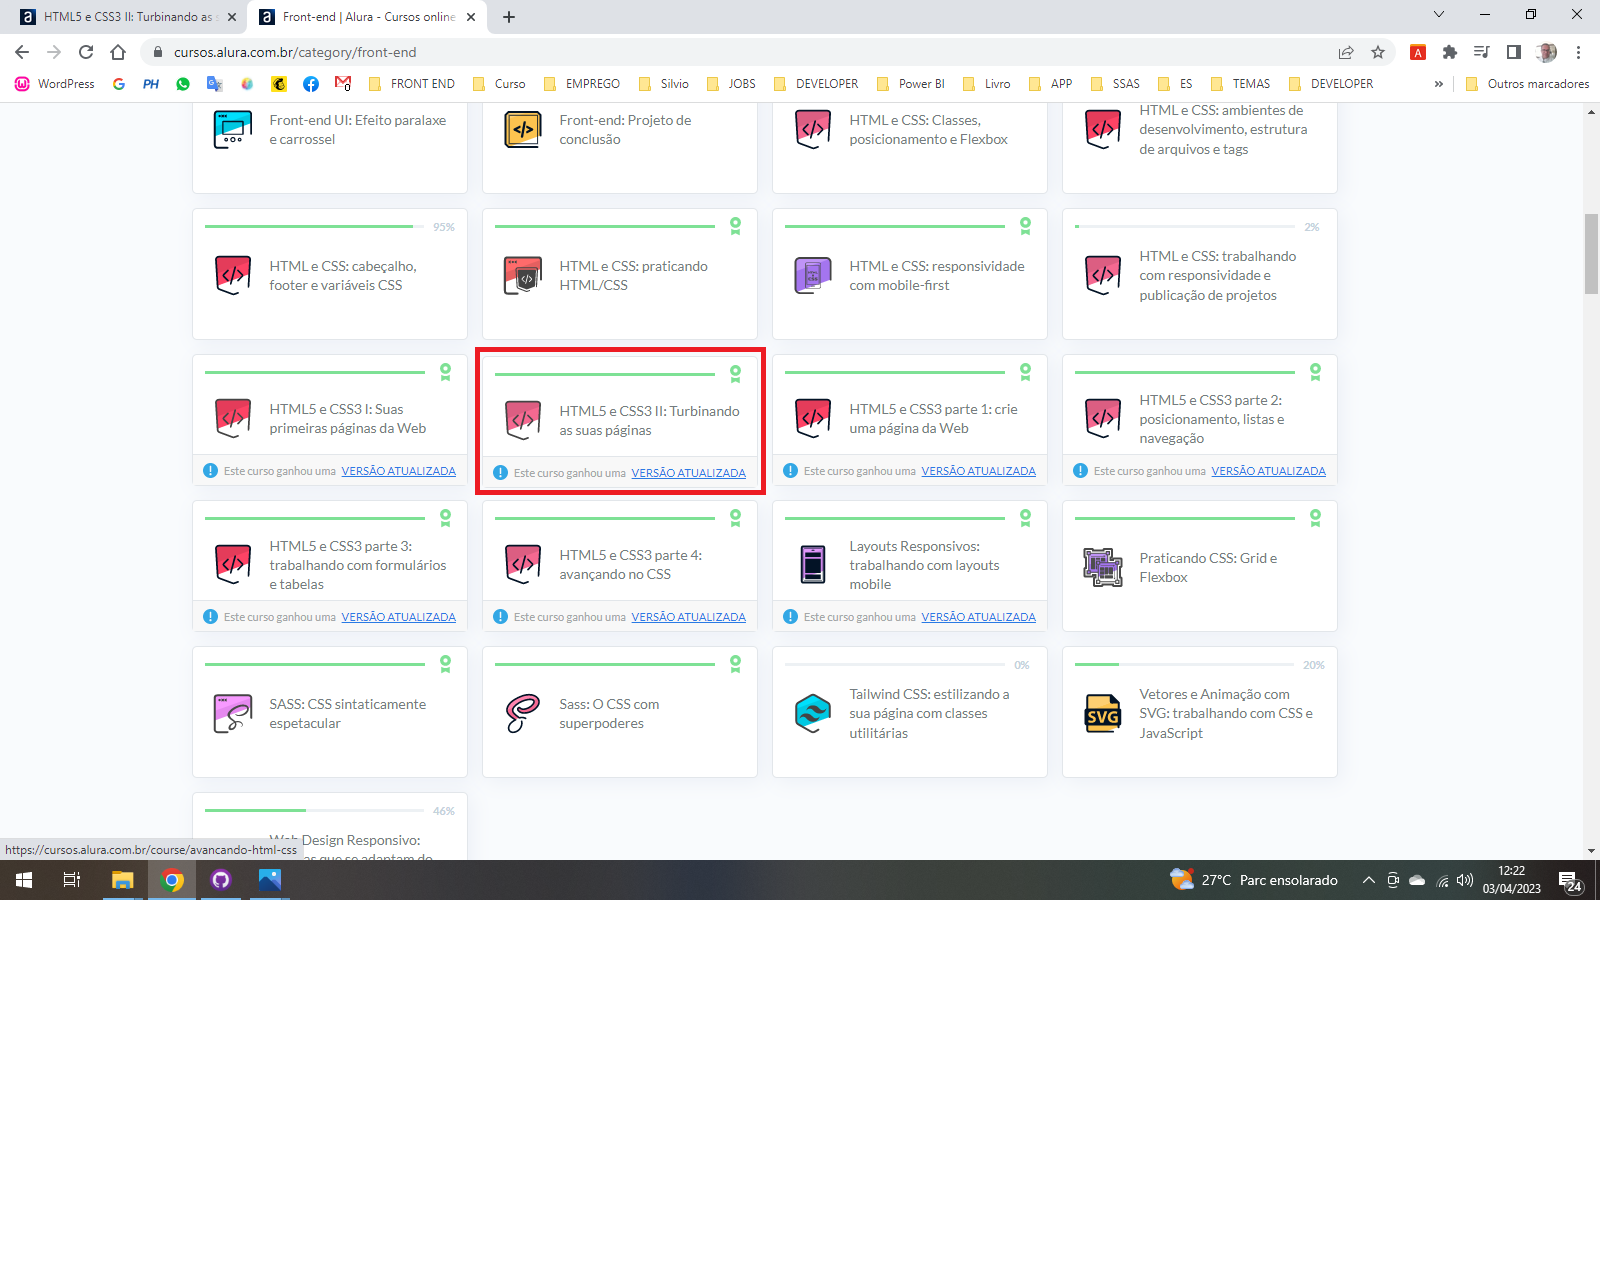 HTML5 e CSS3 II: Turbinando as s
Front-end | Alura - Cursos online
cursos.alura.com.br/category/front-end
WordPress
PH
FRONT END
Curso
EMPREGO
Silvio
JOBS
DEVELOPER
Power BI
Livro
APP
SSAS
ES
TEMAS
DEVELOPER
»
Outros marcadores
Front-end UI: Efeito paralaxe
e carrossel
Front-end: Projeto de
conclusão
HTML e CSS: Classes,
posicionamento e Flexbox
HTML e CSS: ambientes de
desenvolvimento, estrutura
de arquivos e tags
95%
HTML e CSS: cabeçalho,
footer e variáveis CSS
HTML e CSS: praticando
HTML/CSS
HTML e CSS: responsividade
com mobile-first
2%
HTML e CSS: trabalhando
com responsividade e
publicação de projetos
HTML5 e CSS3 I: Suas
primeiras páginas da Web
Este curso ganhou uma VERSÃO ATUALIZADA
HTML5 e CSS3 II: Turbinando
as suas páginas
Este curso ganhou uma VERSÃO ATUALIZADA
HTML5 e CSS3 parte 1: crie
uma página da Web
Este curso ganhou uma VERSÃO ATUALIZADA
HTML5 e CSS3 parte 2:
posicionamento, listas e
navegação
Este curso ganhou uma VERSÃO ATUALIZADA
HTML5 e CSS3 parte 3:
trabalhando com formulários
e tabelas
Este curso ganhou uma VERSÃO ATUALIZADA
HTML5 e CSS3 parte 4:
avançando no CSS
Este curso ganhou uma VERSÃO ATUALIZADA
Layouts Responsivos:
trabalhando com layouts
mobile
Este curso ganhou uma VERSÃO ATUALIZADA
Praticando CSS: Grid e
Flexbox
SASS: CSS sintaticamente
espetacular
Sass: O CSS com
superpoderes
0%
Tailwind CSS: estilizando a
sua página com classes
utilitárias
20%
SVG
Vetores e Animação com
SVG: trabalhando com CSS e
JavaScript
46%
Web Design Responsivo:
que se adaptam do
https://cursos.alura.com.br/course/avancando-html-css
27°C Parc ensolarado
12:22
03/04/2023
24